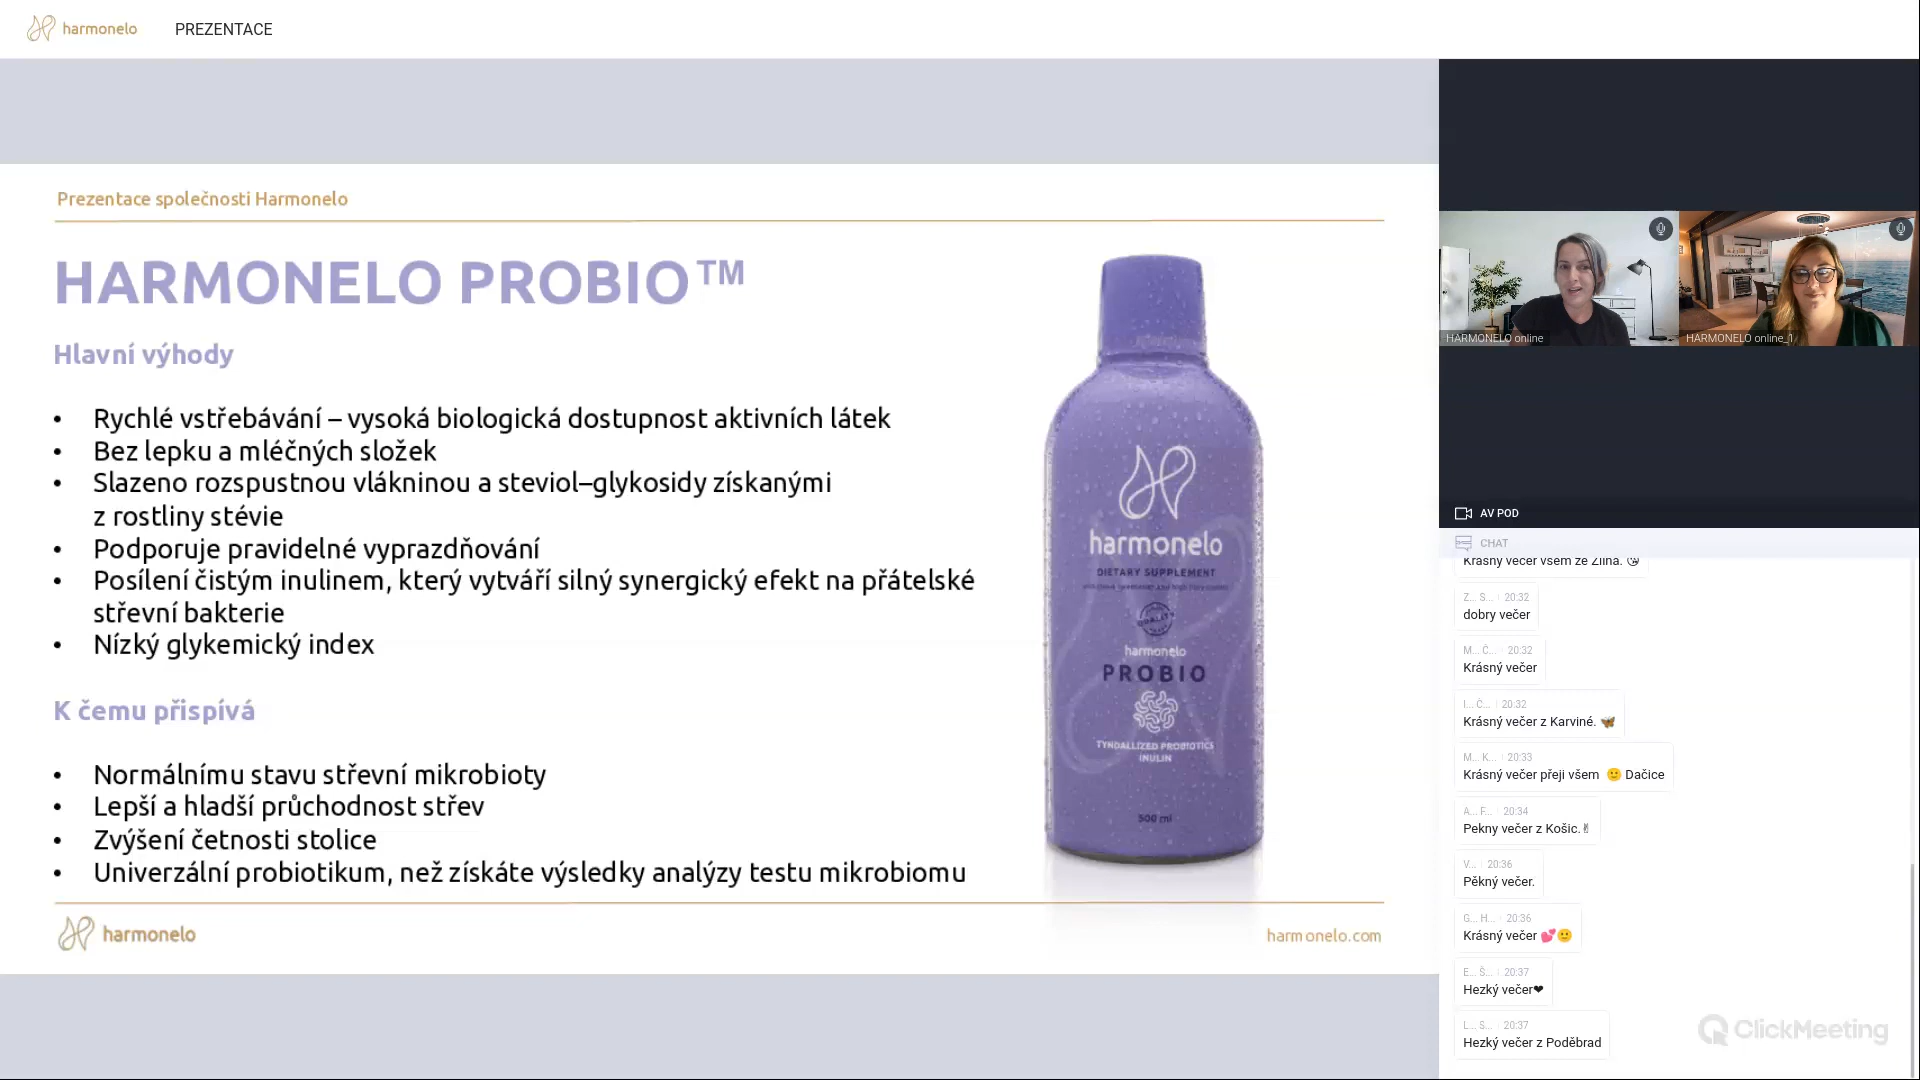 harmonelo PREZENTACE
Prezentace společnosti Harmonelo
HARMONELO PROBIO™
Hlavní výhody
• Rychlé vstřebávání – vysoká biologická dostupnost aktivních látek
• Bez lepku a mléčných složek
• Slazeno rozspustnou vlákninou a steviol–glykosidy získanými
z rostliny stévie
• Podporuje pravidelné vyprazdňování
• Posílení čistým inulinem, který vytváří silný synergický efekt na přátelské
střevní bakterie
• Nízký glykemický index
K čemu přispívá
• Normálnímu stavu střevní mikrobioty
• Lepší a hladší průchodnost střev
• Zvýšení četnosti stolice
• Univerzální probiotikum, než získáte výsledky analýzy testu mikrobiomu
harmonelo
harmonelo.com
harmonelo
DIETARY SUPPLEMENT
harmonelo
PROBIO
TYNDALLIZED PROBIOTICS
INULIN
500 ml
HARMONELO online
HARMONELO online_1
AV POD
CHAT
Krásný večer všem ze Zlína. 😘
Z... S... 20:32
dobry večer
M... Č... 20:32
Krásný večer
I... Č... 20:32
Krásný večer z Karviné. 🦋
M... K... 20:33
Krásný večer přeji všem 🙂 Dačice
A... F... 20:34
Pekny večer z Košic.✌
V... 20:36
Pěkný večer.
G... H... 20:36
Krásný večer 💕🙂
E... Š... 20:37
Hezký večer❤
L... S... 20:37
Hezký večer z Poděbrad
ClickMeeting